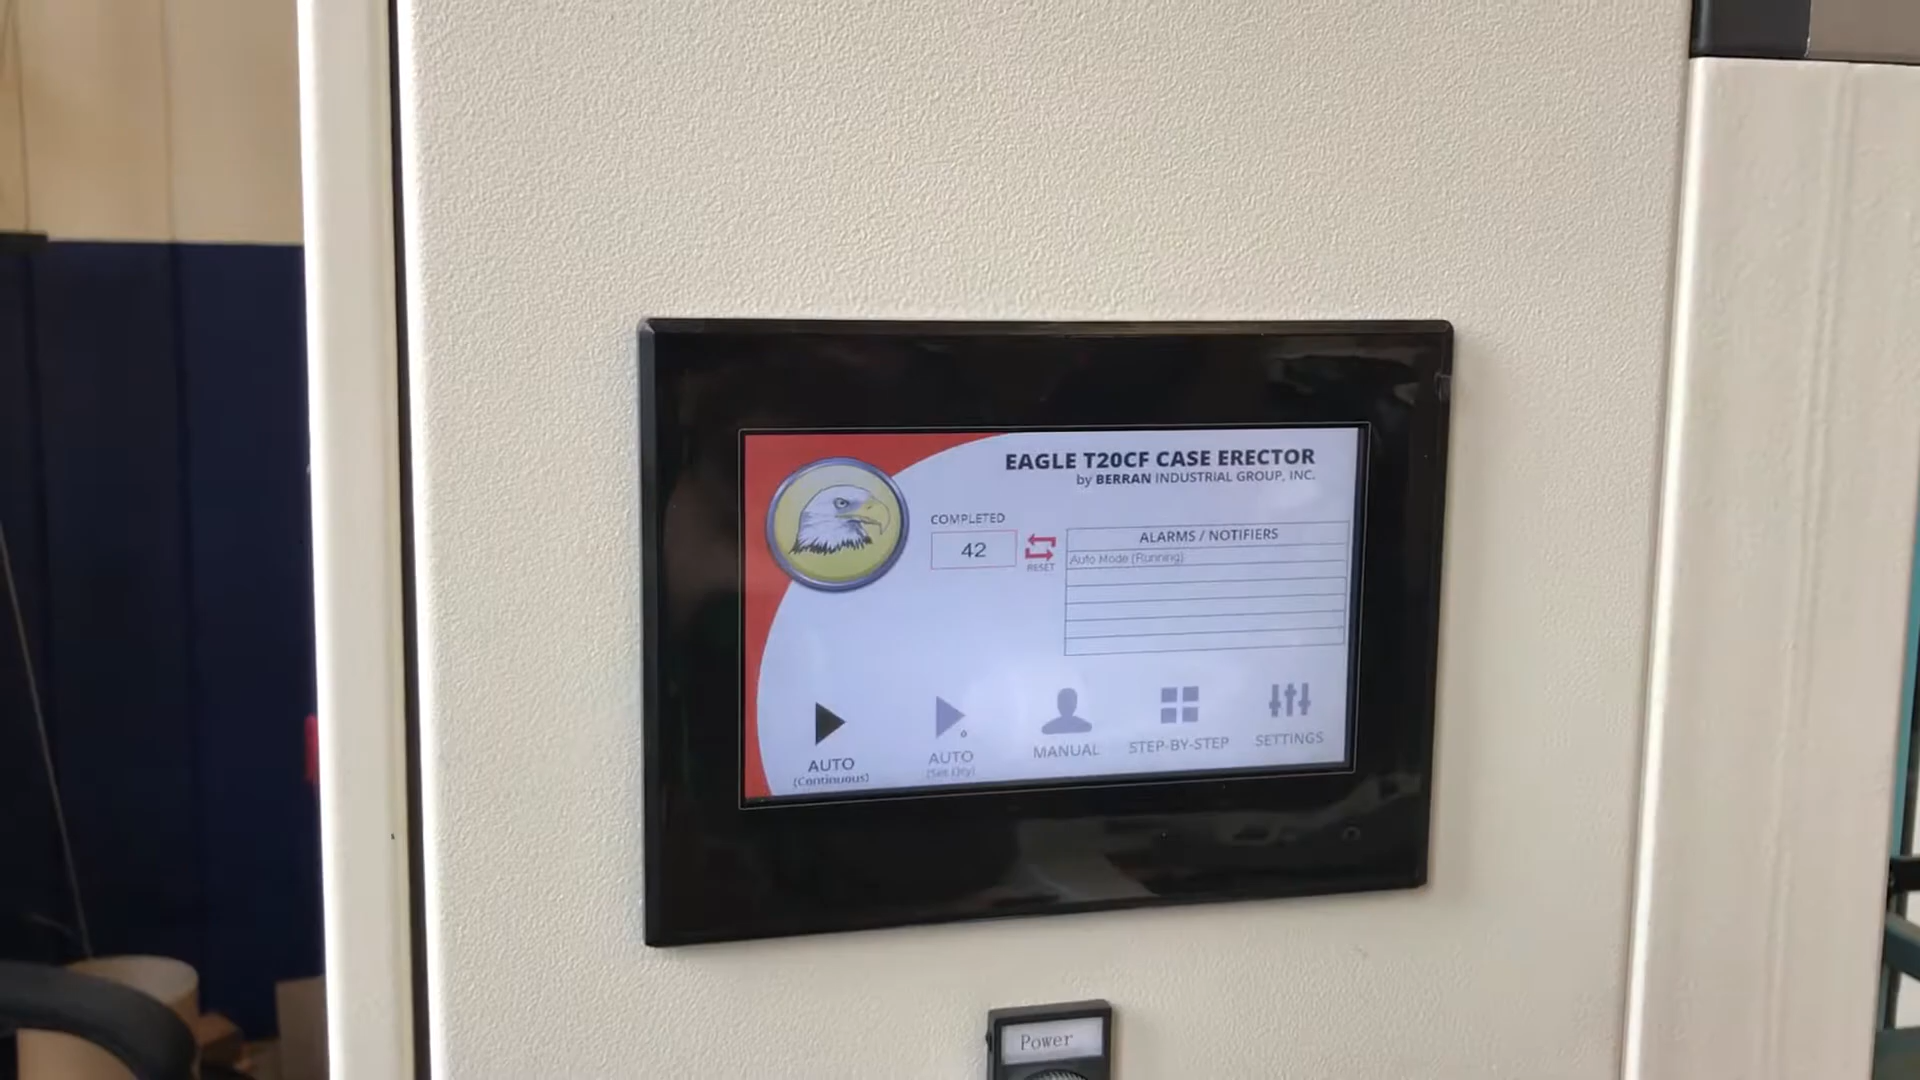 EAGLE T20CF CASE ERECTOR
by BERRAN INDUSTRIAL GROUP, INC.
COMPLETED
42
RESET
ALARMS / NOTIFIERS
Auto Mode (Running)
AUTO
(Continuous)
AUTO
(Set Qty)
MANUAL
STEP-BY-STEP
SETTINGS
Power